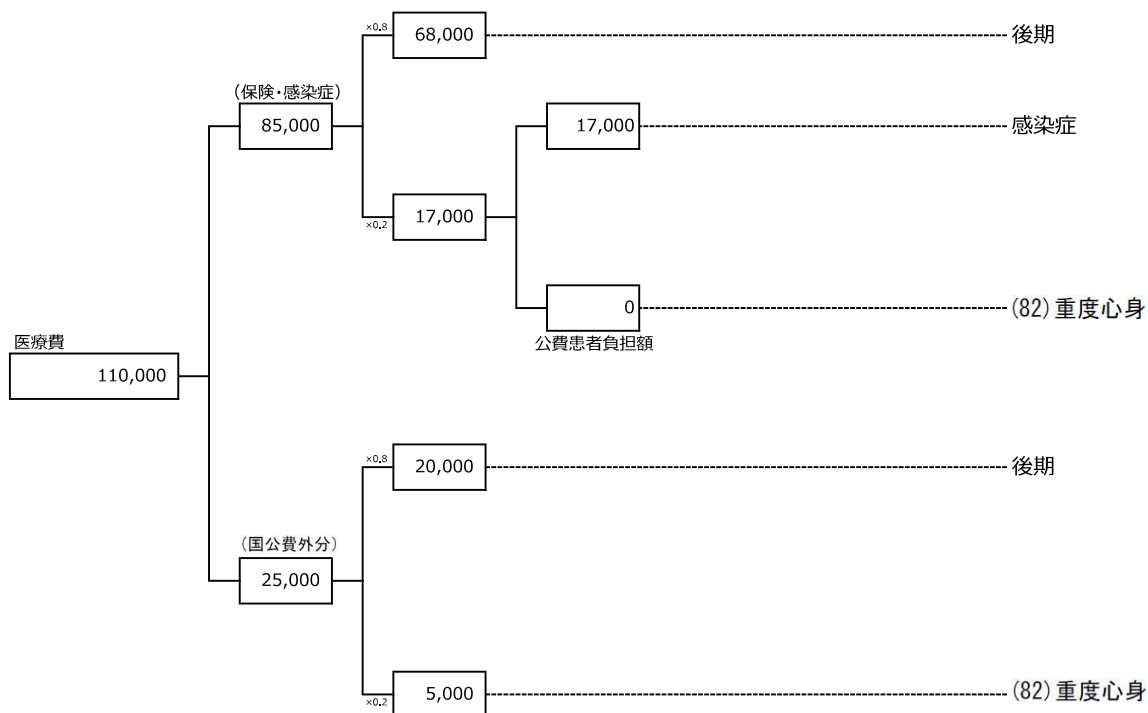 ×0.8
68,000
後期
(保険・感染症)
85,000
17,000
感染症
×0.2
17,000
0
(82)重度心身
公費患者負担額
医療費
110,000
×0.8
20,000
後期
(国公費外分)
25,000
×0.2
5,000
(82)重度心身